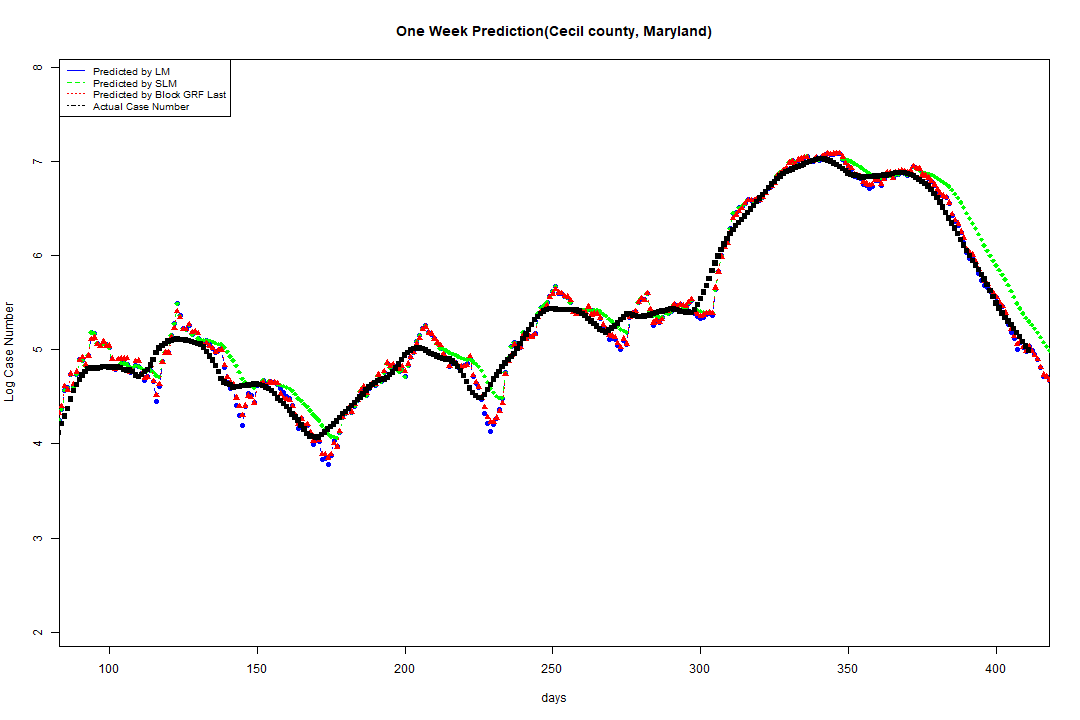 One Week Prediction(Cecil county, Maryland)
Predicted by LM
Predicted by SLM
Predicted by Block GRF Last
Actual Case Number
8
7
6
5
4
3
2
Log Case Number
100 150 200 250 300 350 400
days